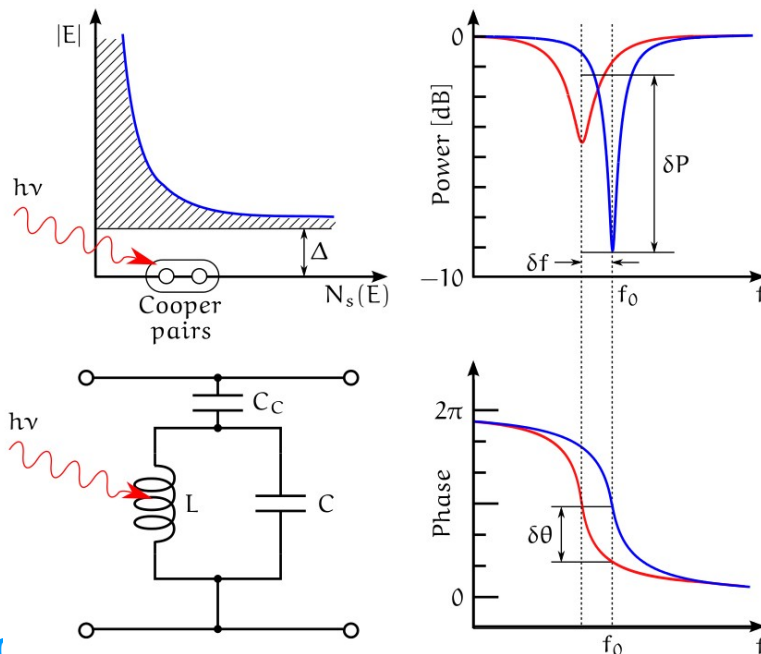 |E|
hν
Δ
N_s(E)
Cooper
pairs
0
Power [dB]
−10
δP
δf
f_0
f
hν
C_C
L
C
2π
Phase
δθ
0
f_0
f